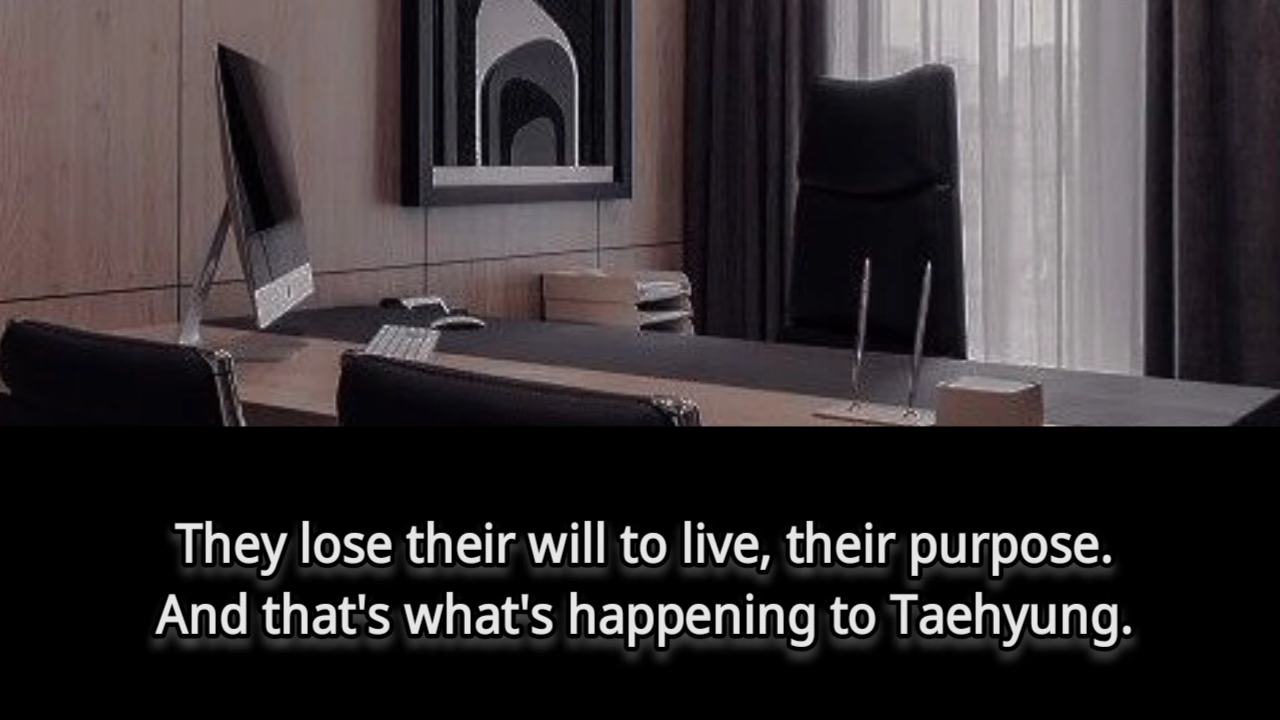 They lose their will to live, their purpose.
And that's what's happening to Taehyung.